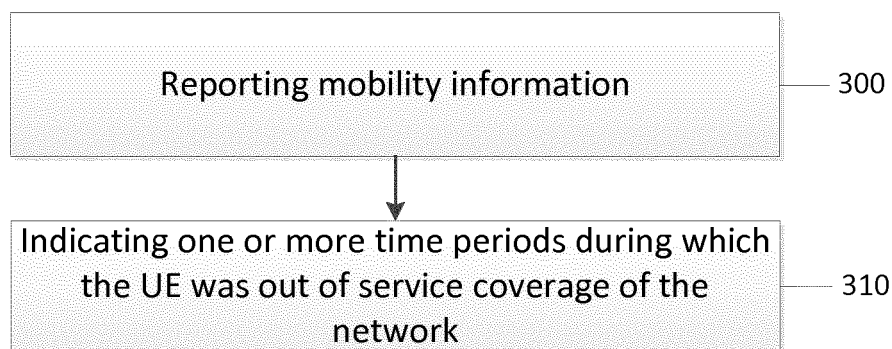 Reporting mobility information
300
Indicating one or more time periods during which
the UE was out of service coverage of the
network
310